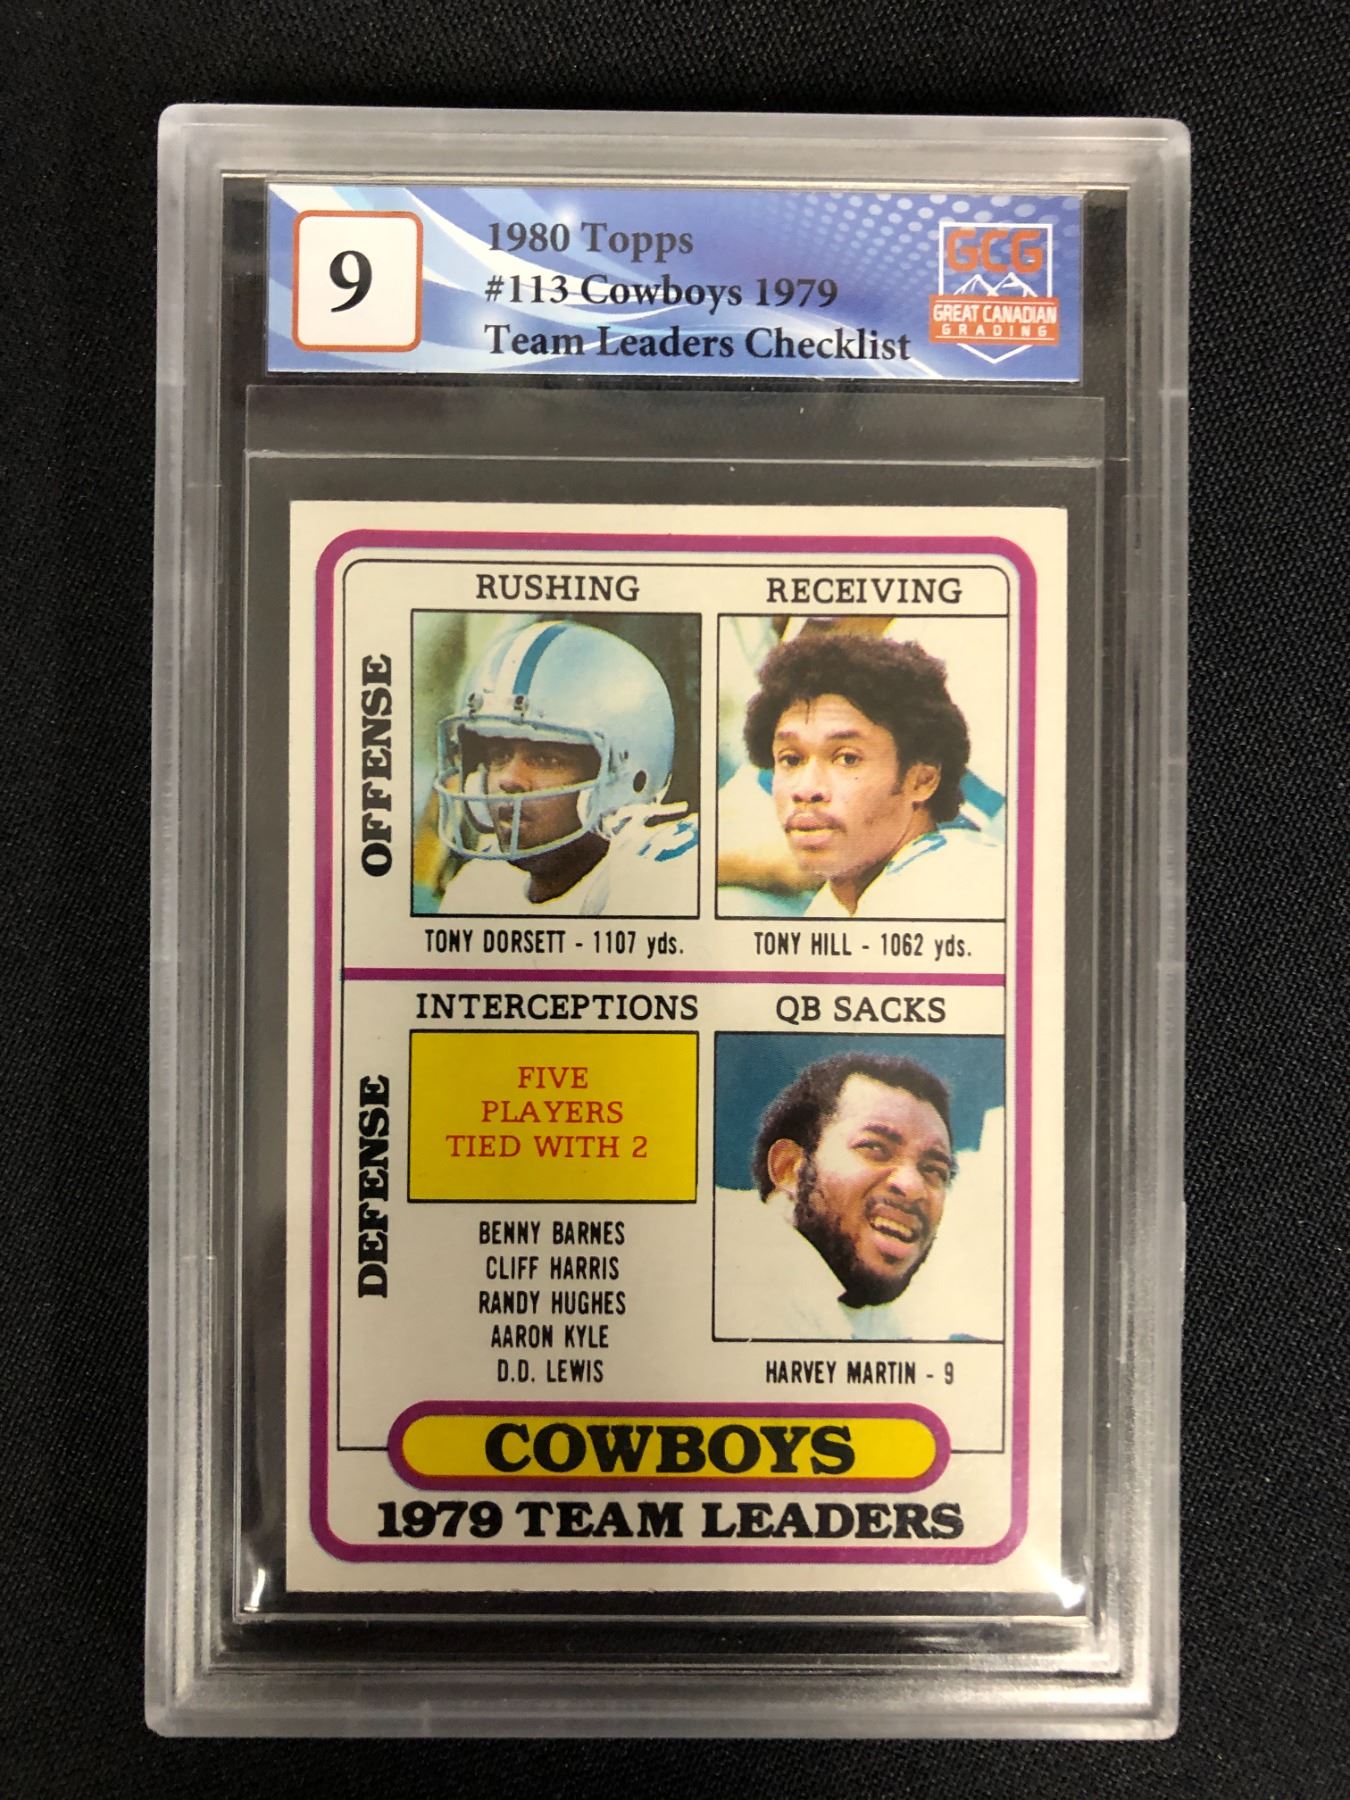 9
1980 Topps
#113 Cowboys 1979
Team Leaders Checklist
GCG
GREAT CANADIAN
GRADING
OFFENSE
RUSHING
RECEIVING
TONY DORSETT - 1107 yds.
TONY HILL - 1062 yds.
DEFENSE
INTERCEPTIONS
FIVE
PLAYERS
TIED WITH 2
BENNY BARNES
CLIFF HARRIS
RANDY HUGHES
AARON KYLE
D.D. LEWIS
QB SACKS
HARVEY MARTIN - 9
COWBOYS
1979 TEAM LEADERS